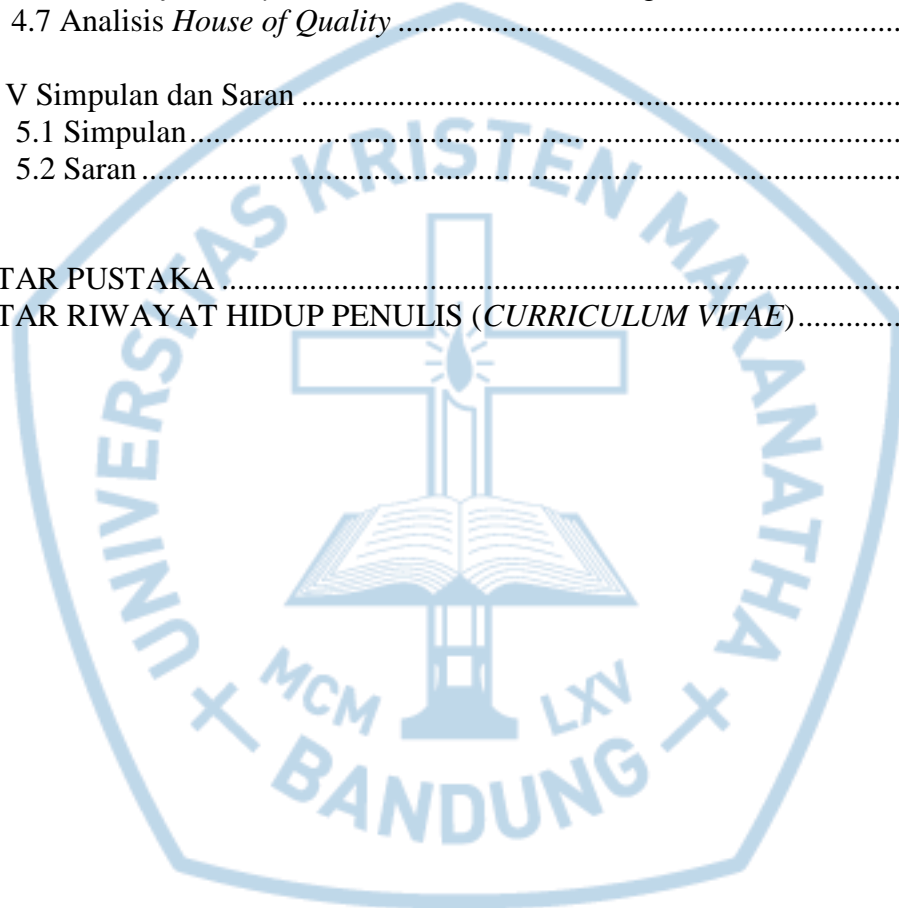 4.7 Analisis House of Quality ................................................................
V Simpulan dan Saran ...........................................................................
5.1 Simpulan.........................................................................................
5.2 Saran ...............................................................................................
TAR PUSTAKA .....................................................................................
TAR RIWAYAT HIDUP PENULIS (CURRICULUM VITAE).............
UNIVERSITAS KRISTEN MARANATHA
MCM LXV
BANDUNG